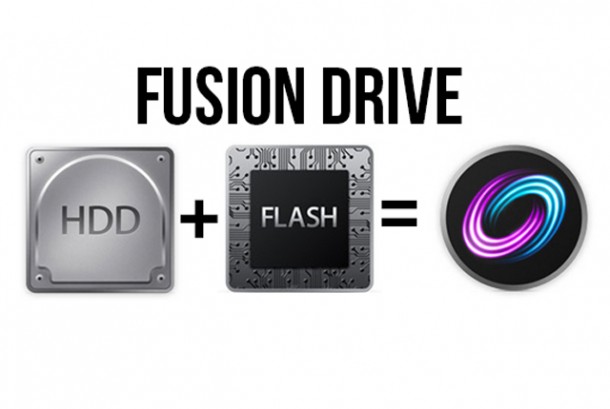 FUSION DRIVE
HDD + FLASH =